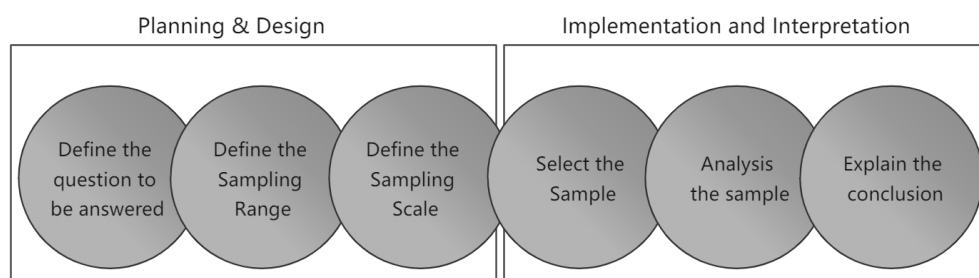 Planning & Design
Implementation and Interpretation
Define the
question to
be answered
Define the
Sampling
Range
Define the
Sampling
Scale
Select the
Sample
Analysis
the sample
Explain the
conclusion